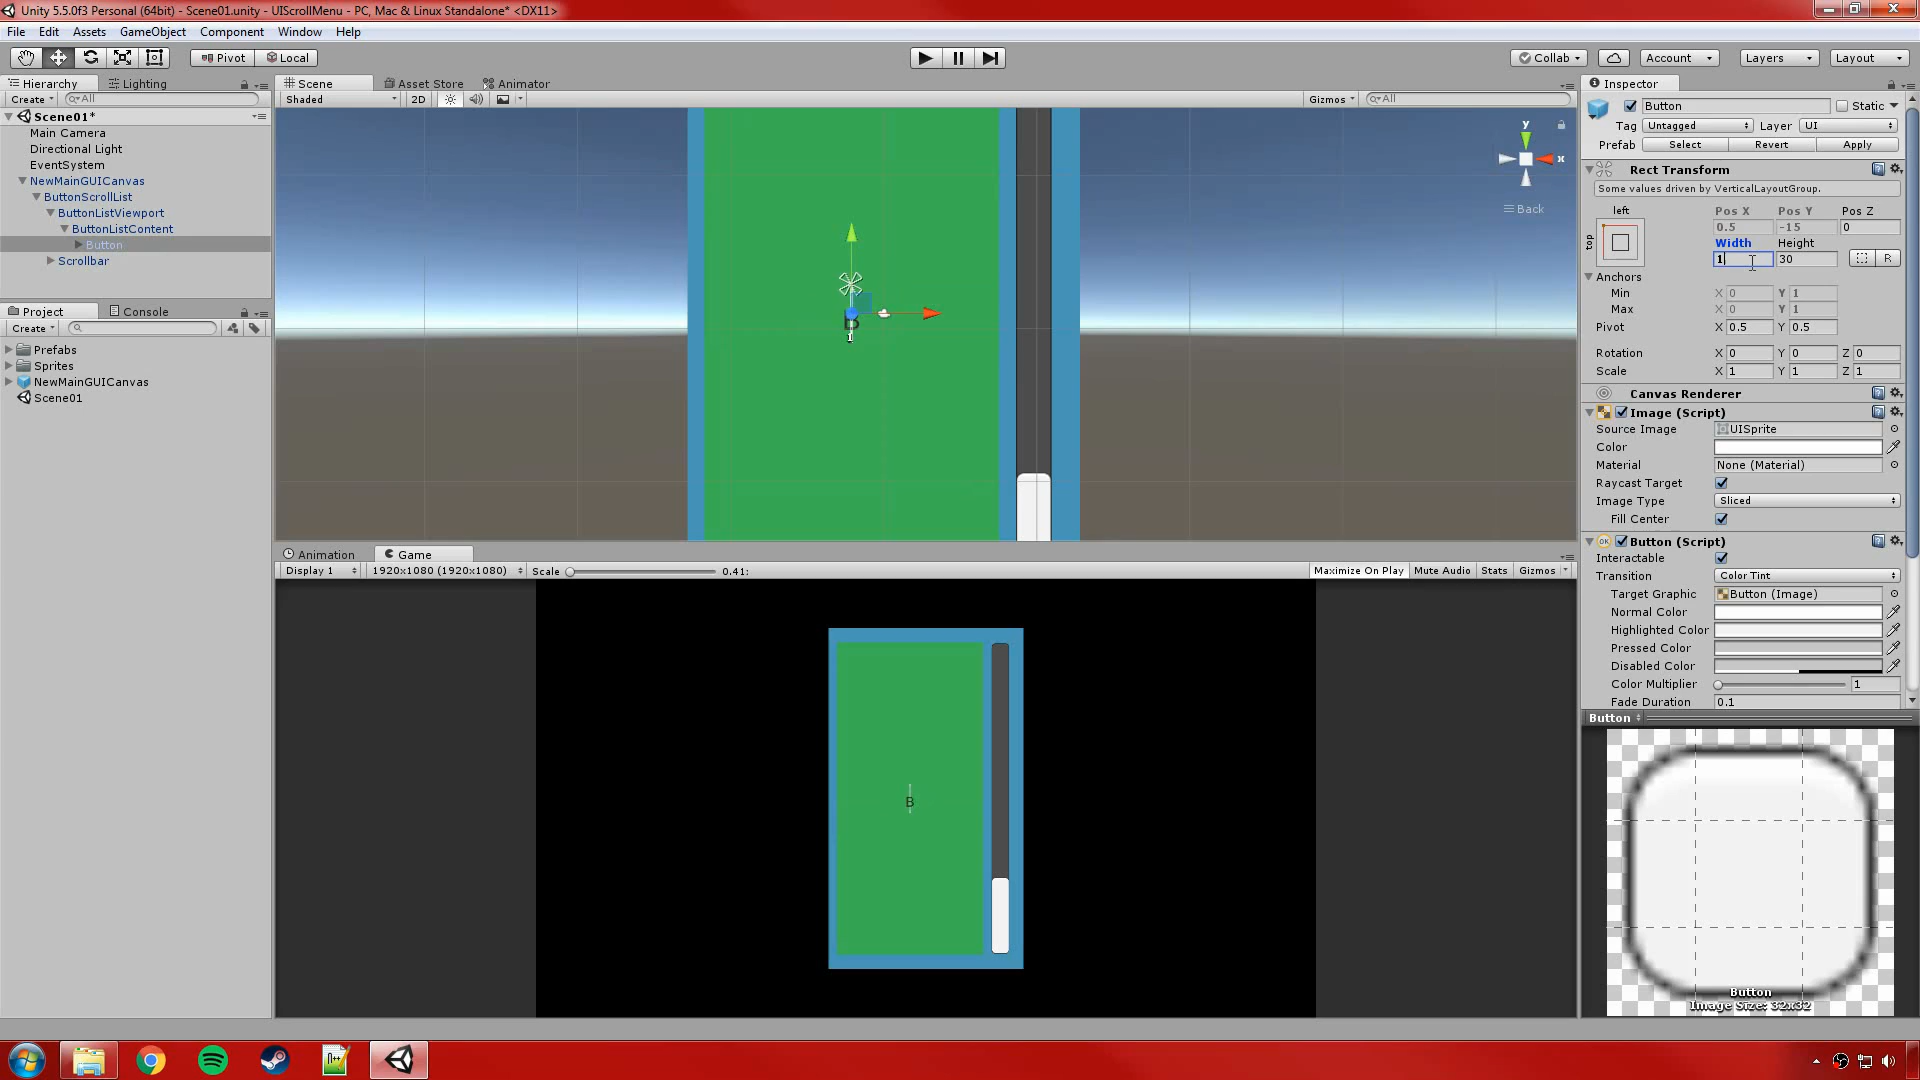 Unity 5.5.0f3 Personal (64bit) - Scene01.unity - UIScrollMenu - PC, Mac & Linux Standalone* <DX11>
File Edit Assets GameObject Component Window Help
Pivot Local Collab Account Layers Layout
Hierarchy Lighting
Create All
Scene01*
Main Camera
Directional Light
EventSystem
NewMainGUICanvas
ButtonScrollList
ButtonListViewport
ButtonListContent
Button
Scrollbar
Project Console
Create
Prefabs
Sprites
NewMainGUICanvas
Scene01
Scene Asset Store Animator
Shaded 2D Gizmos All
y
x
Back
B
Animation Game
Display 1 1920x1080 (1920x1080) Scale 0.41: Maximize On Play Mute Audio Stats Gizmos
B
Inspector
Button Static
Tag Untagged Layer UI
Prefab Select Revert Apply
Rect Transform
Some values driven by VerticalLayoutGroup.
left Pos X Pos Y Pos Z
top 0.5 -15 0
Width Height
1 30 R
Anchors
Min X 0 Y 1
Max X 0 Y 1
Pivot X 0.5 Y 0.5
Rotation X 0 Y 0 Z 0
Scale X 1 Y 1 Z 1
Canvas Renderer
Image (Script)
Source Image UISprite
Color
Material None (Material)
Raycast Target
Image Type Sliced
Fill Center
OK Button (Script)
Interactable
Transition Color Tint
Target Graphic Button (Image)
Normal Color
Highlighted Color
Pressed Color
Disabled Color
Color Multiplier 1
Fade Duration 0.1
Button
Button
Image Size: 32x32